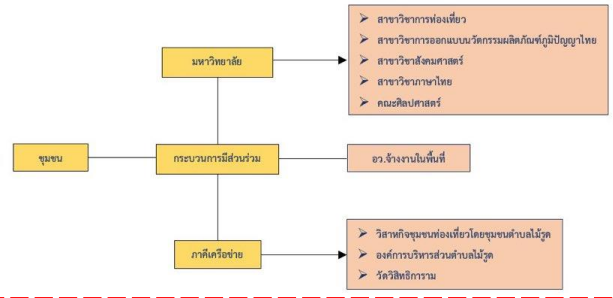 ➢ สาขาวิชาการท่องเที่ยว
➢ สาขาวิชาการออกแบบนวัตกรรมผลิตภัณฑ์ภูมิปัญญาไทย
➢ สาขาวิชาสังคมศาสตร์
➢ สาขาวิชาภาษาไทย
➢ คณะศิลปศาสตร์
มหาวิทยาลัย
ชุมชน
กระบวนการมีส่วนร่วม
อว.จ้างงานในพื้นที่
ภาคีเครือข่าย
➢ วิสาหกิจชุมชนท่องเที่ยวโดยชุมชนตำบลไม้รูด
➢ องค์การบริหารส่วนตำบลไม้รูด
➢ วัดวิสิทธิการาม